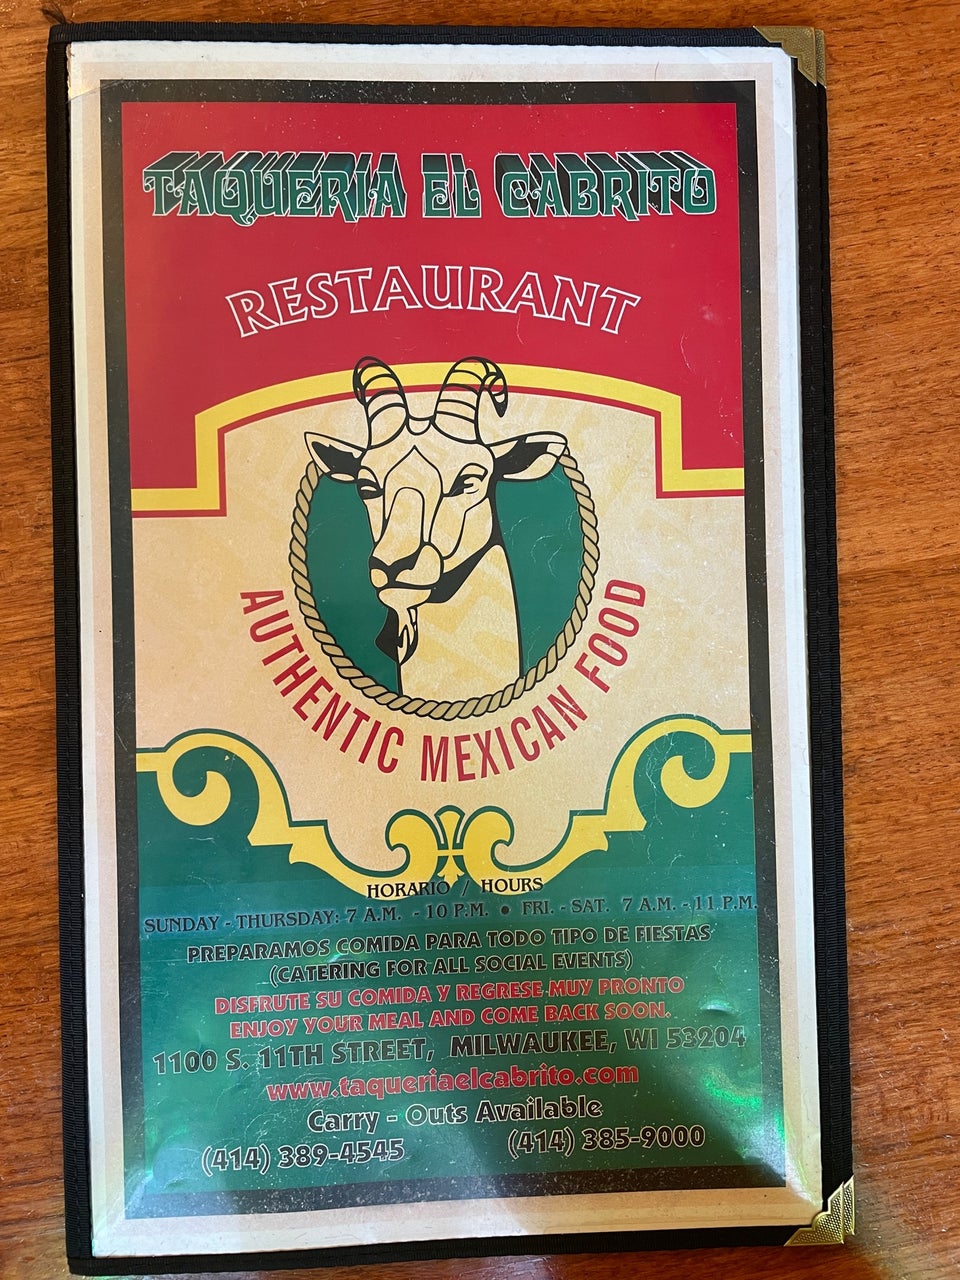 TAQUERIA EL CABRITO
RESTAURANT
AUTHENTIC MEXICAN FOOD
HORARIO / HOURS
SUNDAY - THURSDAY: 7 A.M. - 10 P.M. • FRI. - SAT. 7 A.M. - 11 P.M.
PREPARAMOS COMIDA PARA TODO TIPO DE FIESTAS
(CATERING FOR ALL SOCIAL EVENTS)
DISFRUTE SU COMIDA Y REGRESE MUY PRONTO
ENJOY YOUR MEAL AND COME BACK SOON.
1100 S. 11TH STREET, MILWAUKEE, WI 53204
www.taqueriaelcabrito.com
Carry - Outs Available
(414) 389-4545 (414) 385-9000